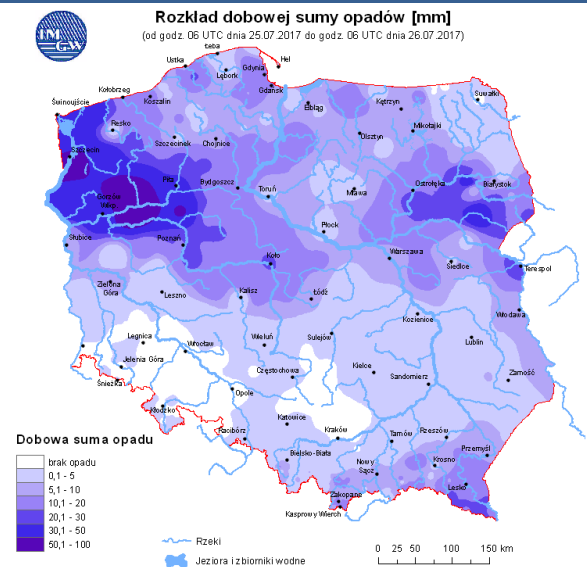 Rozkład dobowej sumy opadów [mm]
(od godz. 06 UTC dnia 25.07.2017 do godz. 06 UTC dnia 26.07.2017)
IM
G W
Łeba
Ustka
Hel
Gdynia
Lębork
Gdańsk
Kołobrzeg
Koszalin
Świnoujście
Elbląg
Kętrzyn
Suwałki
Resko
Szczecinek
Chojnice
Olsztyn
Mikołajki
Szczecin
Piła
Bydgoszcz
Toruń
Mława
Ostrołęka
Białystok
Gorzów
Wlkp
Płock
Słubice
Poznań
Koło
Warszawa
Siedlce
Terespol
Zielona
Góra
Leszno
Kalisz
Łódź
Kozienice
Włodawa
Legnica
Wrocław
Wieluń
Sulejów
Lublin
Jelenia Góra
Śnieżka
Częstochowa
Kielce
Sandomierz
Zamość
Opole
Kłodzko
Katowice
Racibórz
Kraków
Tarnów
Rzeszów
Bielsko-Biała
Nowy
Sącz
Krosno
Przemyśl
Lesko
Zakopane
Kasprowy Wierch
Dobowa suma opadu
brak opadu
0,1 - 5
5,1 - 10
10,1 - 20
20,1 - 30
30,1 - 50
50,1 - 100
Rzeki
Jeziora i zbiorniki wodne
0 25 50 100 150 km